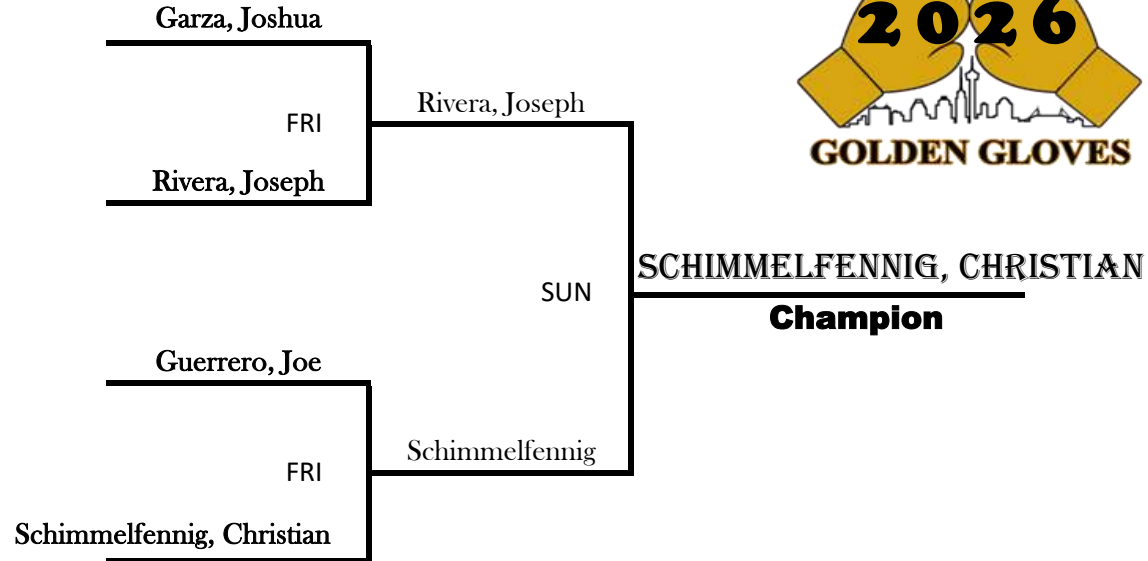 Garza, Joshua
2026
FRI
Rivera, Joseph
GOLDEN GLOVES
Rivera, Joseph
SCHIMMELFENNIG, CHRISTIAN
SUN
Champion
Guerrero, Joe
Schimmelfennig
FRI
Schimmelfennig, Christian